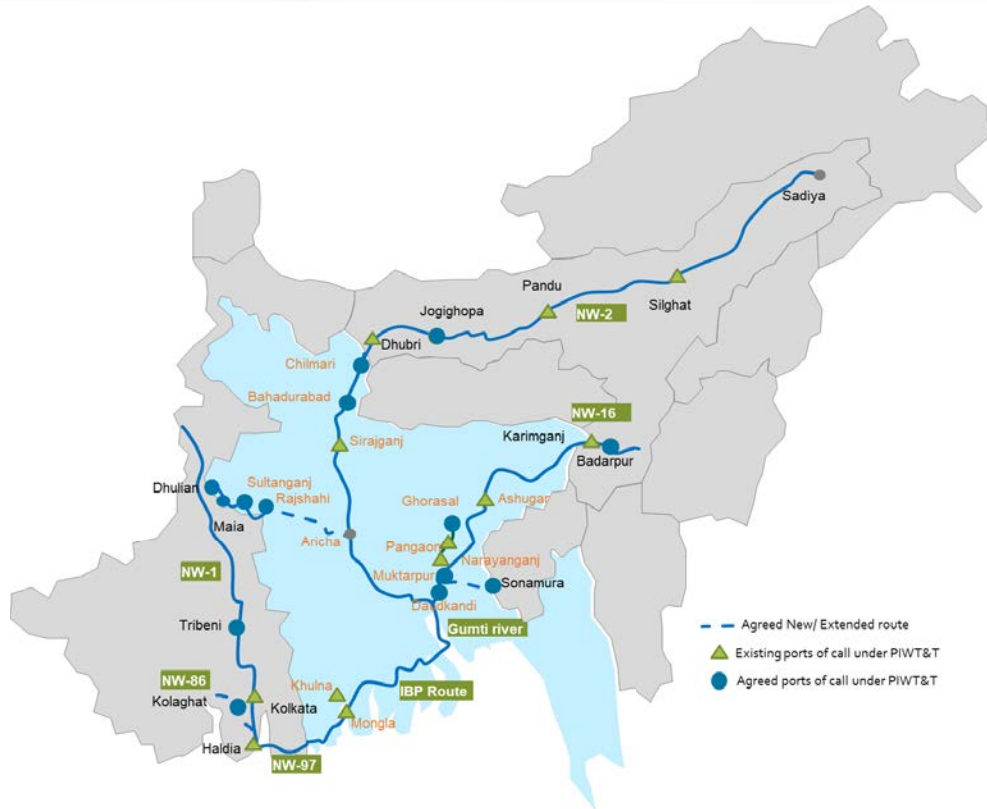 Sadiya
Pandu
Silghat
NW-2
Jogighopa
Dhubri
Chilmari
Bahadurabad
NW-16
Karimganj
Sirajganj
Badarpur
Dhulian
Sultanganj
Rajshahi
Ghorasal
Ashugar
Maia
Aricha
Pangaon
Narayanganj
NW-1
Muktarpur
Sonamura
Daudkandi
Tribeni
Gumti river
Agreed New/ Extended route
Existing ports of call under PIWT&T
Agreed ports of call under PIWT&T
NW-86
Khulna
IBP Route
Kolaghat
Kolkata
Mongla
Haldia
NW-97